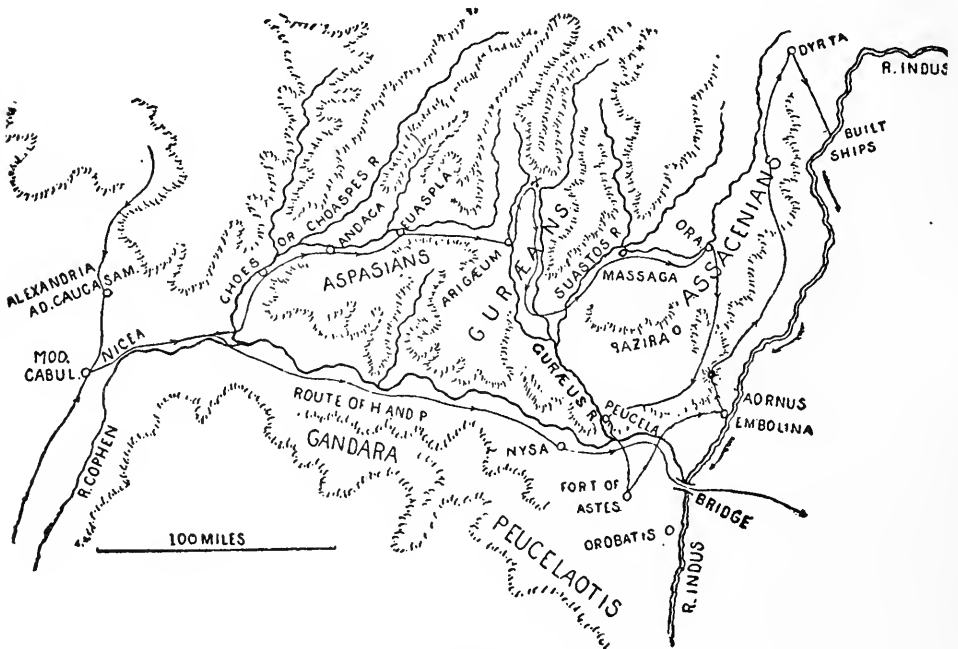 DYRTA
R. INDUS
BUILT
SHIPS
CHOES OR CHOASPES R
ANDACA
EUASPLA
ASPASIANS
ARIGÆUM
GURÆANS
SUASTOS R.
MASSAGA
ORA
ASSACENIAN
BAZIRA
ALEXANDRIA
AD. CAUCASAM.
NICEA
MOD.
CABUL.
R. COPHEN
ROUTE OF H AND P
GANDARA
GURÆUS R.
PEUCELA
AORNUS
EMBOLINA
NYSA
FORT OF
ASTES
BRIDGE
OROBATIS
PEUCELAOTIS
R. INDUS
100 MILES